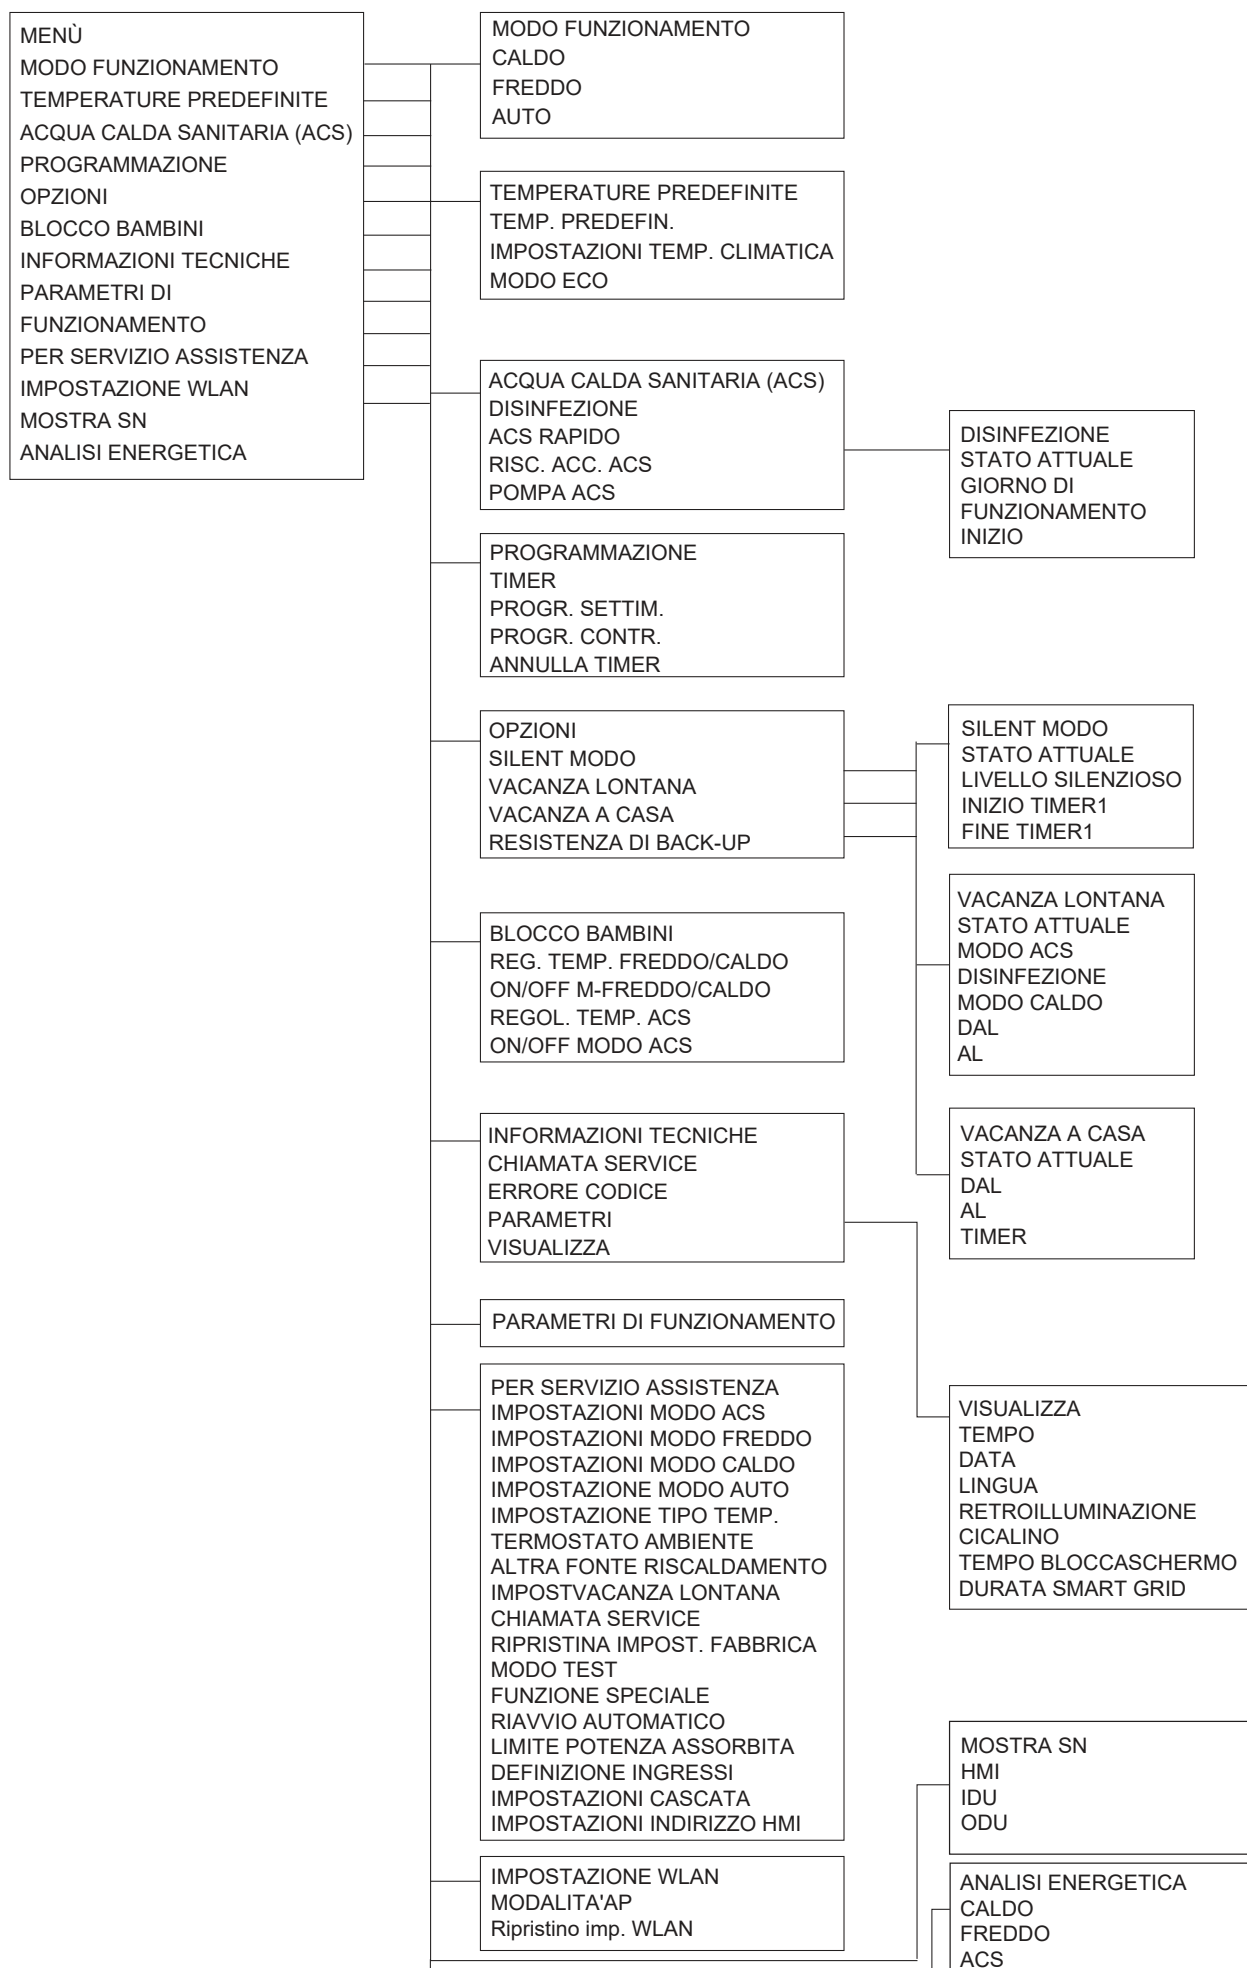 MENÙ
MODO FUNZIONAMENTO
TEMPERATURE PREDEFINITE
ACQUA CALDA SANITARIA (ACS)
PROGRAMMAZIONE
OPZIONI
BLOCCO BAMBINI
INFORMAZIONI TECNICHE
PARAMETRI DI
FUNZIONAMENTO
PER SERVIZIO ASSISTENZA
IMPOSTAZIONE WLAN
MOSTRA SN
ANALISI ENERGETICA
MODO FUNZIONAMENTO
CALDO
FREDDO
AUTO
TEMPERATURE PREDEFINITE
TEMP. PREDEFIN.
IMPOSTAZIONI TEMP. CLIMATICA
MODO ECO
ACQUA CALDA SANITARIA (ACS)
DISINFEZIONE
ACS RAPIDO
RISC. ACC. ACS
POMPA ACS
DISINFEZIONE
STATO ATTUALE
GIORNO DI
FUNZIONAMENTO
INIZIO
PROGRAMMAZIONE
TIMER
PROGR. SETTIM.
PROGR. CONTR.
ANNULLA TIMER
OPZIONI
SILENT MODO
VACANZA LONTANA
VACANZA A CASA
RESISTENZA DI BACK-UP
SILENT MODO
STATO ATTUALE
LIVELLO SILENZIOSO
INIZIO TIMER1
FINE TIMER1
VACANZA LONTANA
STATO ATTUALE
MODO ACS
DISINFEZIONE
MODO CALDO
DAL
AL
VACANZA A CASA
STATO ATTUALE
DAL
AL
TIMER
BLOCCO BAMBINI
REG. TEMP. FREDDO/CALDO
ON/OFF M-FREDDO/CALDO
REGOL. TEMP. ACS
ON/OFF MODO ACS
INFORMAZIONI TECNICHE
CHIAMATA SERVICE
ERRORE CODICE
PARAMETRI
VISUALIZZA
VISUALIZZA
TEMPO
DATA
LINGUA
RETROILLUMINAZIONE
CICALINO
TEMPO BLOCCASCHERMO
DURATA SMART GRID
PARAMETRI DI FUNZIONAMENTO
PER SERVIZIO ASSISTENZA
IMPOSTAZIONI MODO ACS
IMPOSTAZIONI MODO FREDDO
IMPOSTAZIONI MODO CALDO
IMPOSTAZIONE MODO AUTO
IMPOSTAZIONE TIPO TEMP.
TERMOSTATO AMBIENTE
ALTRA FONTE RISCALDAMENTO
IMPOSTVACANZA LONTANA
CHIAMATA SERVICE
RIPRISTINA IMPOST. FABBRICA
MODO TEST
FUNZIONE SPECIALE
RIAVVIO AUTOMATICO
LIMITE POTENZA ASSORBITA
DEFINIZIONE INGRESSI
IMPOSTAZIONI CASCATA
IMPOSTAZIONI INDIRIZZO HMI
IMPOSTAZIONE WLAN
MODALITA'AP
Ripristino imp. WLAN
MOSTRA SN
HMI
IDU
ODU
ANALISI ENERGETICA
CALDO
FREDDO
ACS